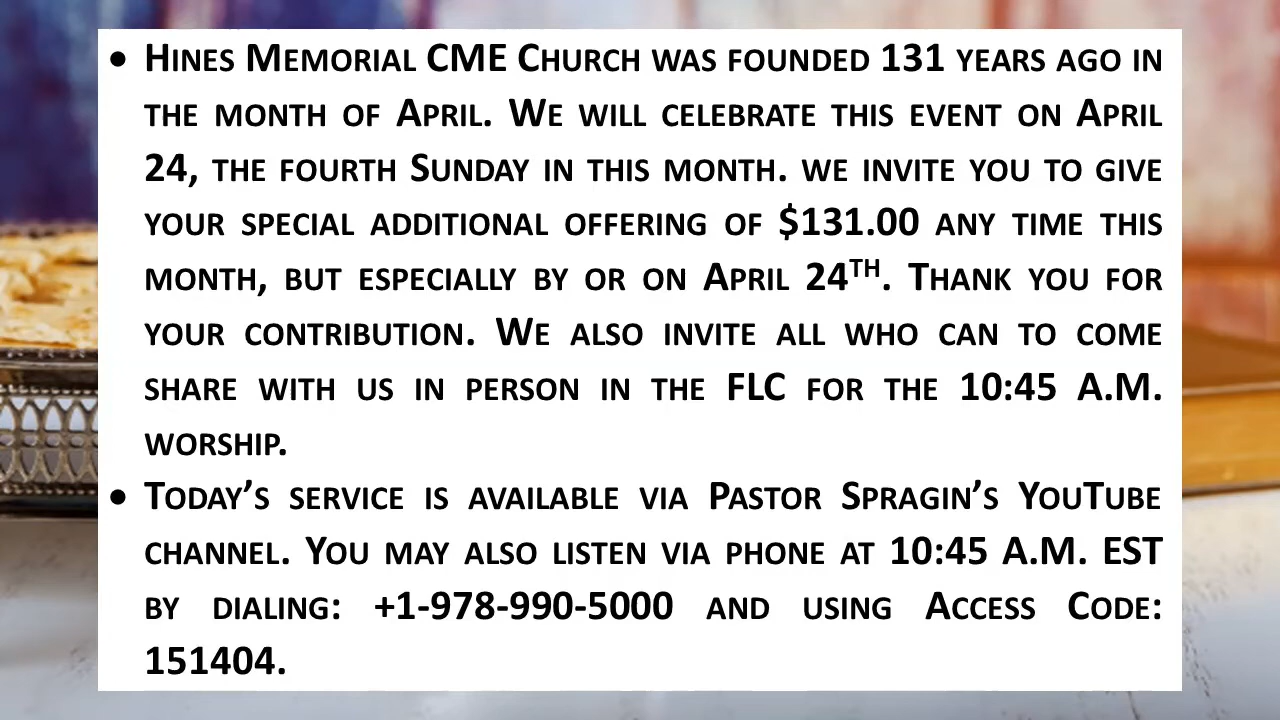 • Hines Memorial CME Church was founded 131 years ago in
the month of April. We will celebrate this event on April
24, the fourth Sunday in this month. we invite you to give
your special additional offering of $131.00 any time this
month, but especially by or on April 24th. Thank you for
your contribution. We also invite all who can to come
share with us in person in the FLC for the 10:45 A.M.
worship.
• Today's service is available via Pastor Spragin's YouTube
channel. You may also listen via phone at 10:45 A.M. EST
by dialing: +1-978-990-5000 and using Access Code:
151404.